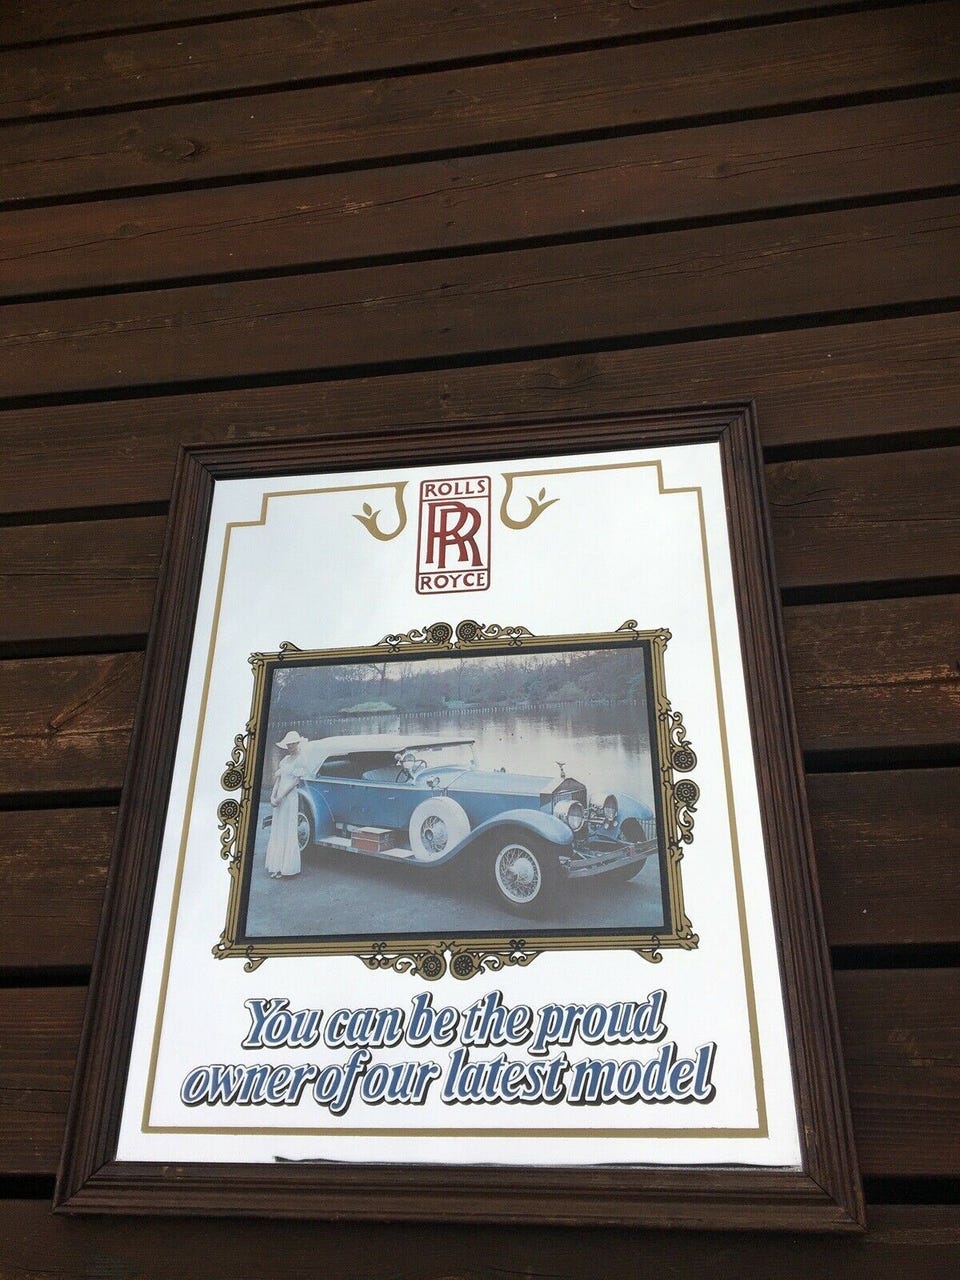 ROLLS
RR
ROYCE
You can be the proud
owner of our latest model